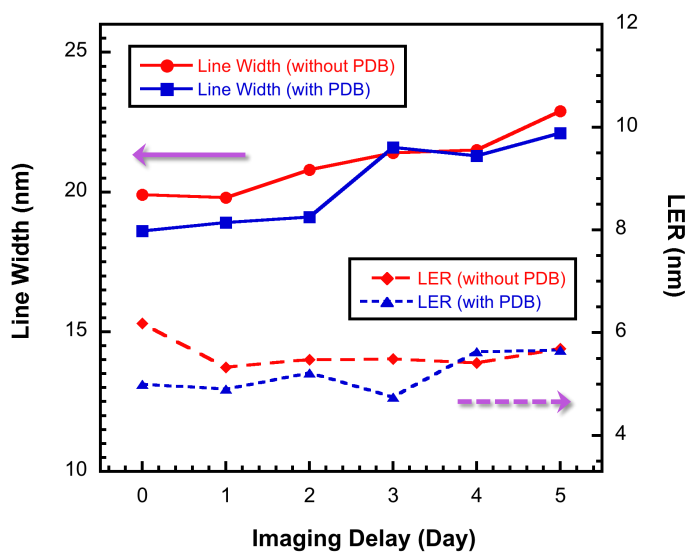 Line Width (without PDB)
Line Width (with PDB)
LER (without PDB)
LER (with PDB)
25
20
15
10
Line Width (nm)
12
10
8
6
4
LER (nm)
0 1 2 3 4 5
Imaging Delay (Day)